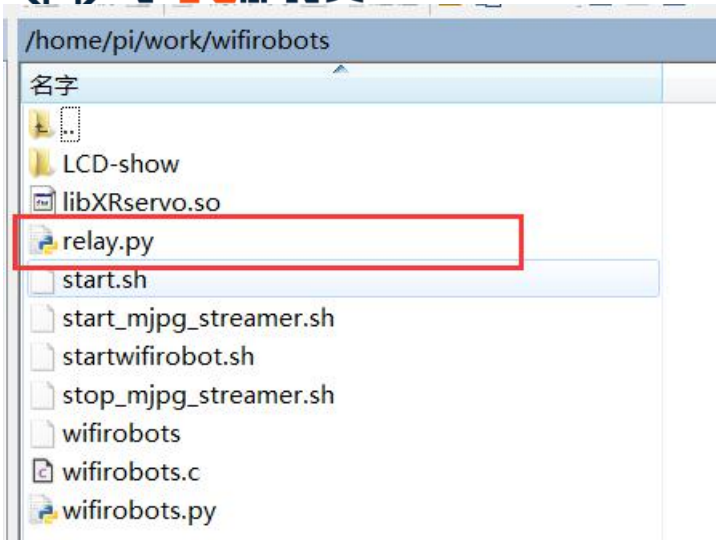 /home/pi/work/wifirobots
名字
..
LCD-show
libXRservo.so
relay.py
start.sh
start_mjpg_streamer.sh
startwifirobot.sh
stop_mjpg_streamer.sh
wifirobots
wifirobots.c
wifirobots.py